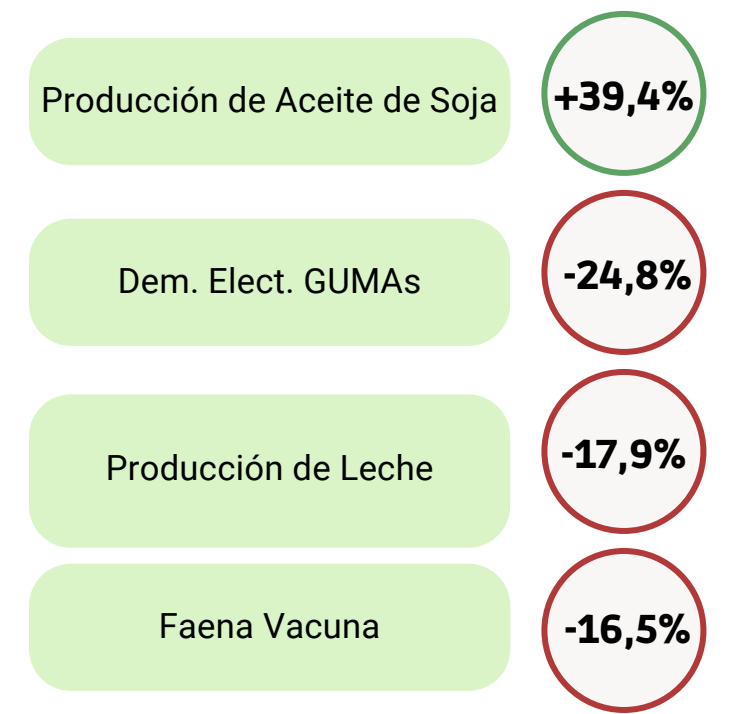 Producción de Aceite de Soja
+39,4%
Dem. Elect. GUMAs
-24,8%
Producción de Leche
-17,9%
Faena Vacuna
-16,5%